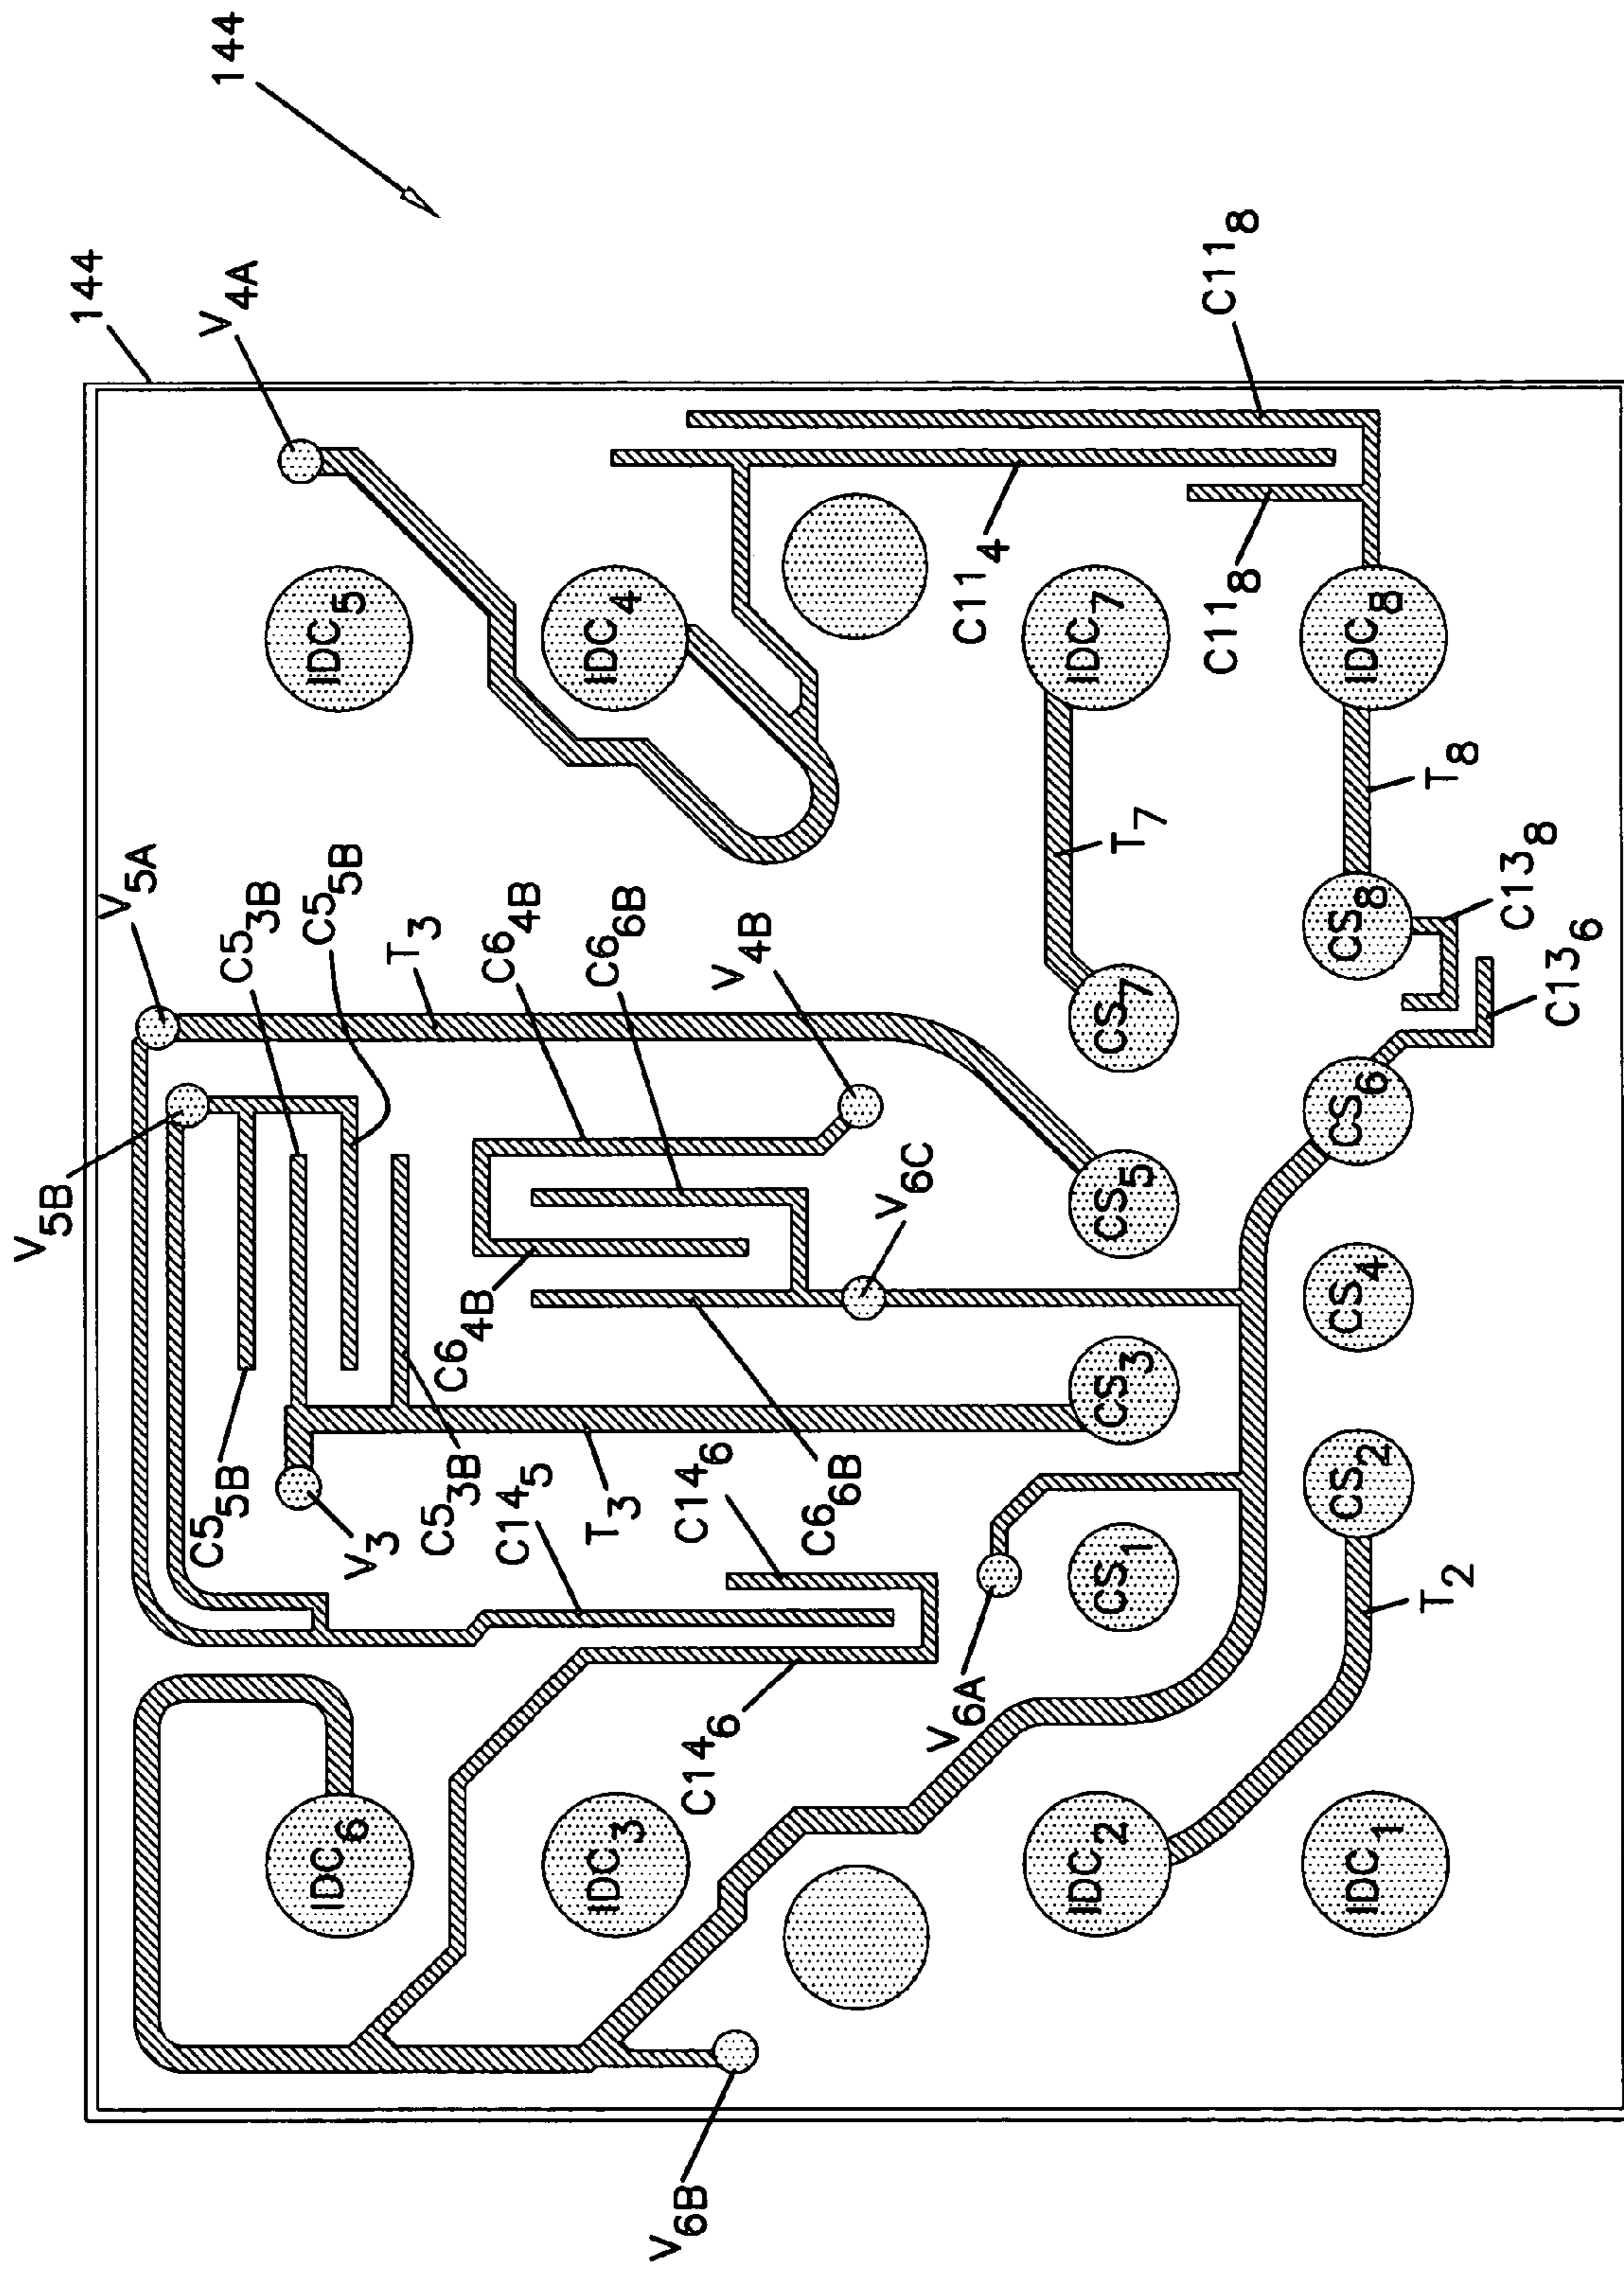 V5B
144
V5A
C55B
C53B
V4A
144
C55B
IDC6
IDC5
V3
T3
C53B
C64B
C64B
C145
T3
C66B
IDC3
IDC4
V6B
C146
C146
V4B
C66B
V6C
V6A
C114
IDC2
CS1
CS3
CS5
CS7
IDC7
T7
C118
C118
IDC1
CS2
CS4
CS6
CS8
IDC8
T2
T8
C138
C136